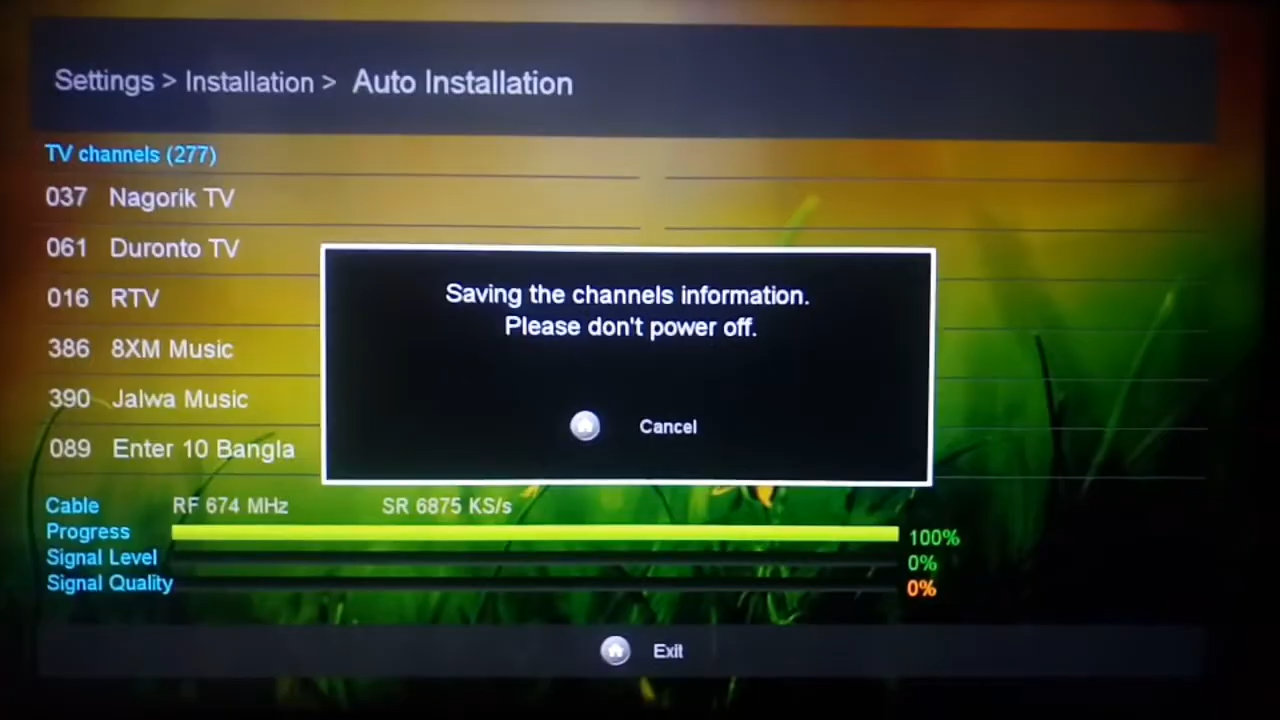 Settings > Installation > Auto Installation
TV channels (277)
037 Nagorik TV
061 Duronto TV
016 RTV
386 8XM Music
390 Jalwa Music
089 Enter 10 Bangla
Saving the channels information.
Please don't power off.
Cancel
Cable RF 674 MHz SR 6875 KS/s
Progress 100%
Signal Level 0%
Signal Quality 0%
Exit